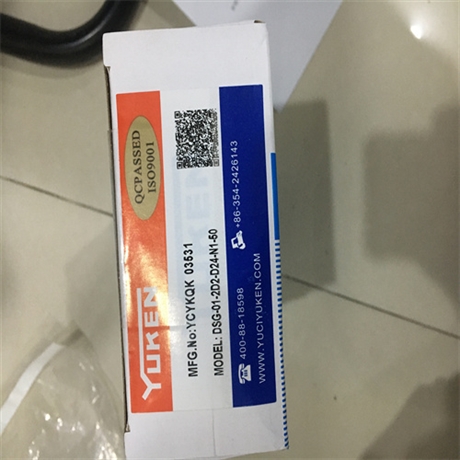 YUKEN
QCPASSED
ISO9001
MFG.No:YCYKQK 03531
MODEL: DSG-01-2D2-D24-N1-50
400-88-18598
+86-354-2426143
WWW.YUCIYUKEN.COM